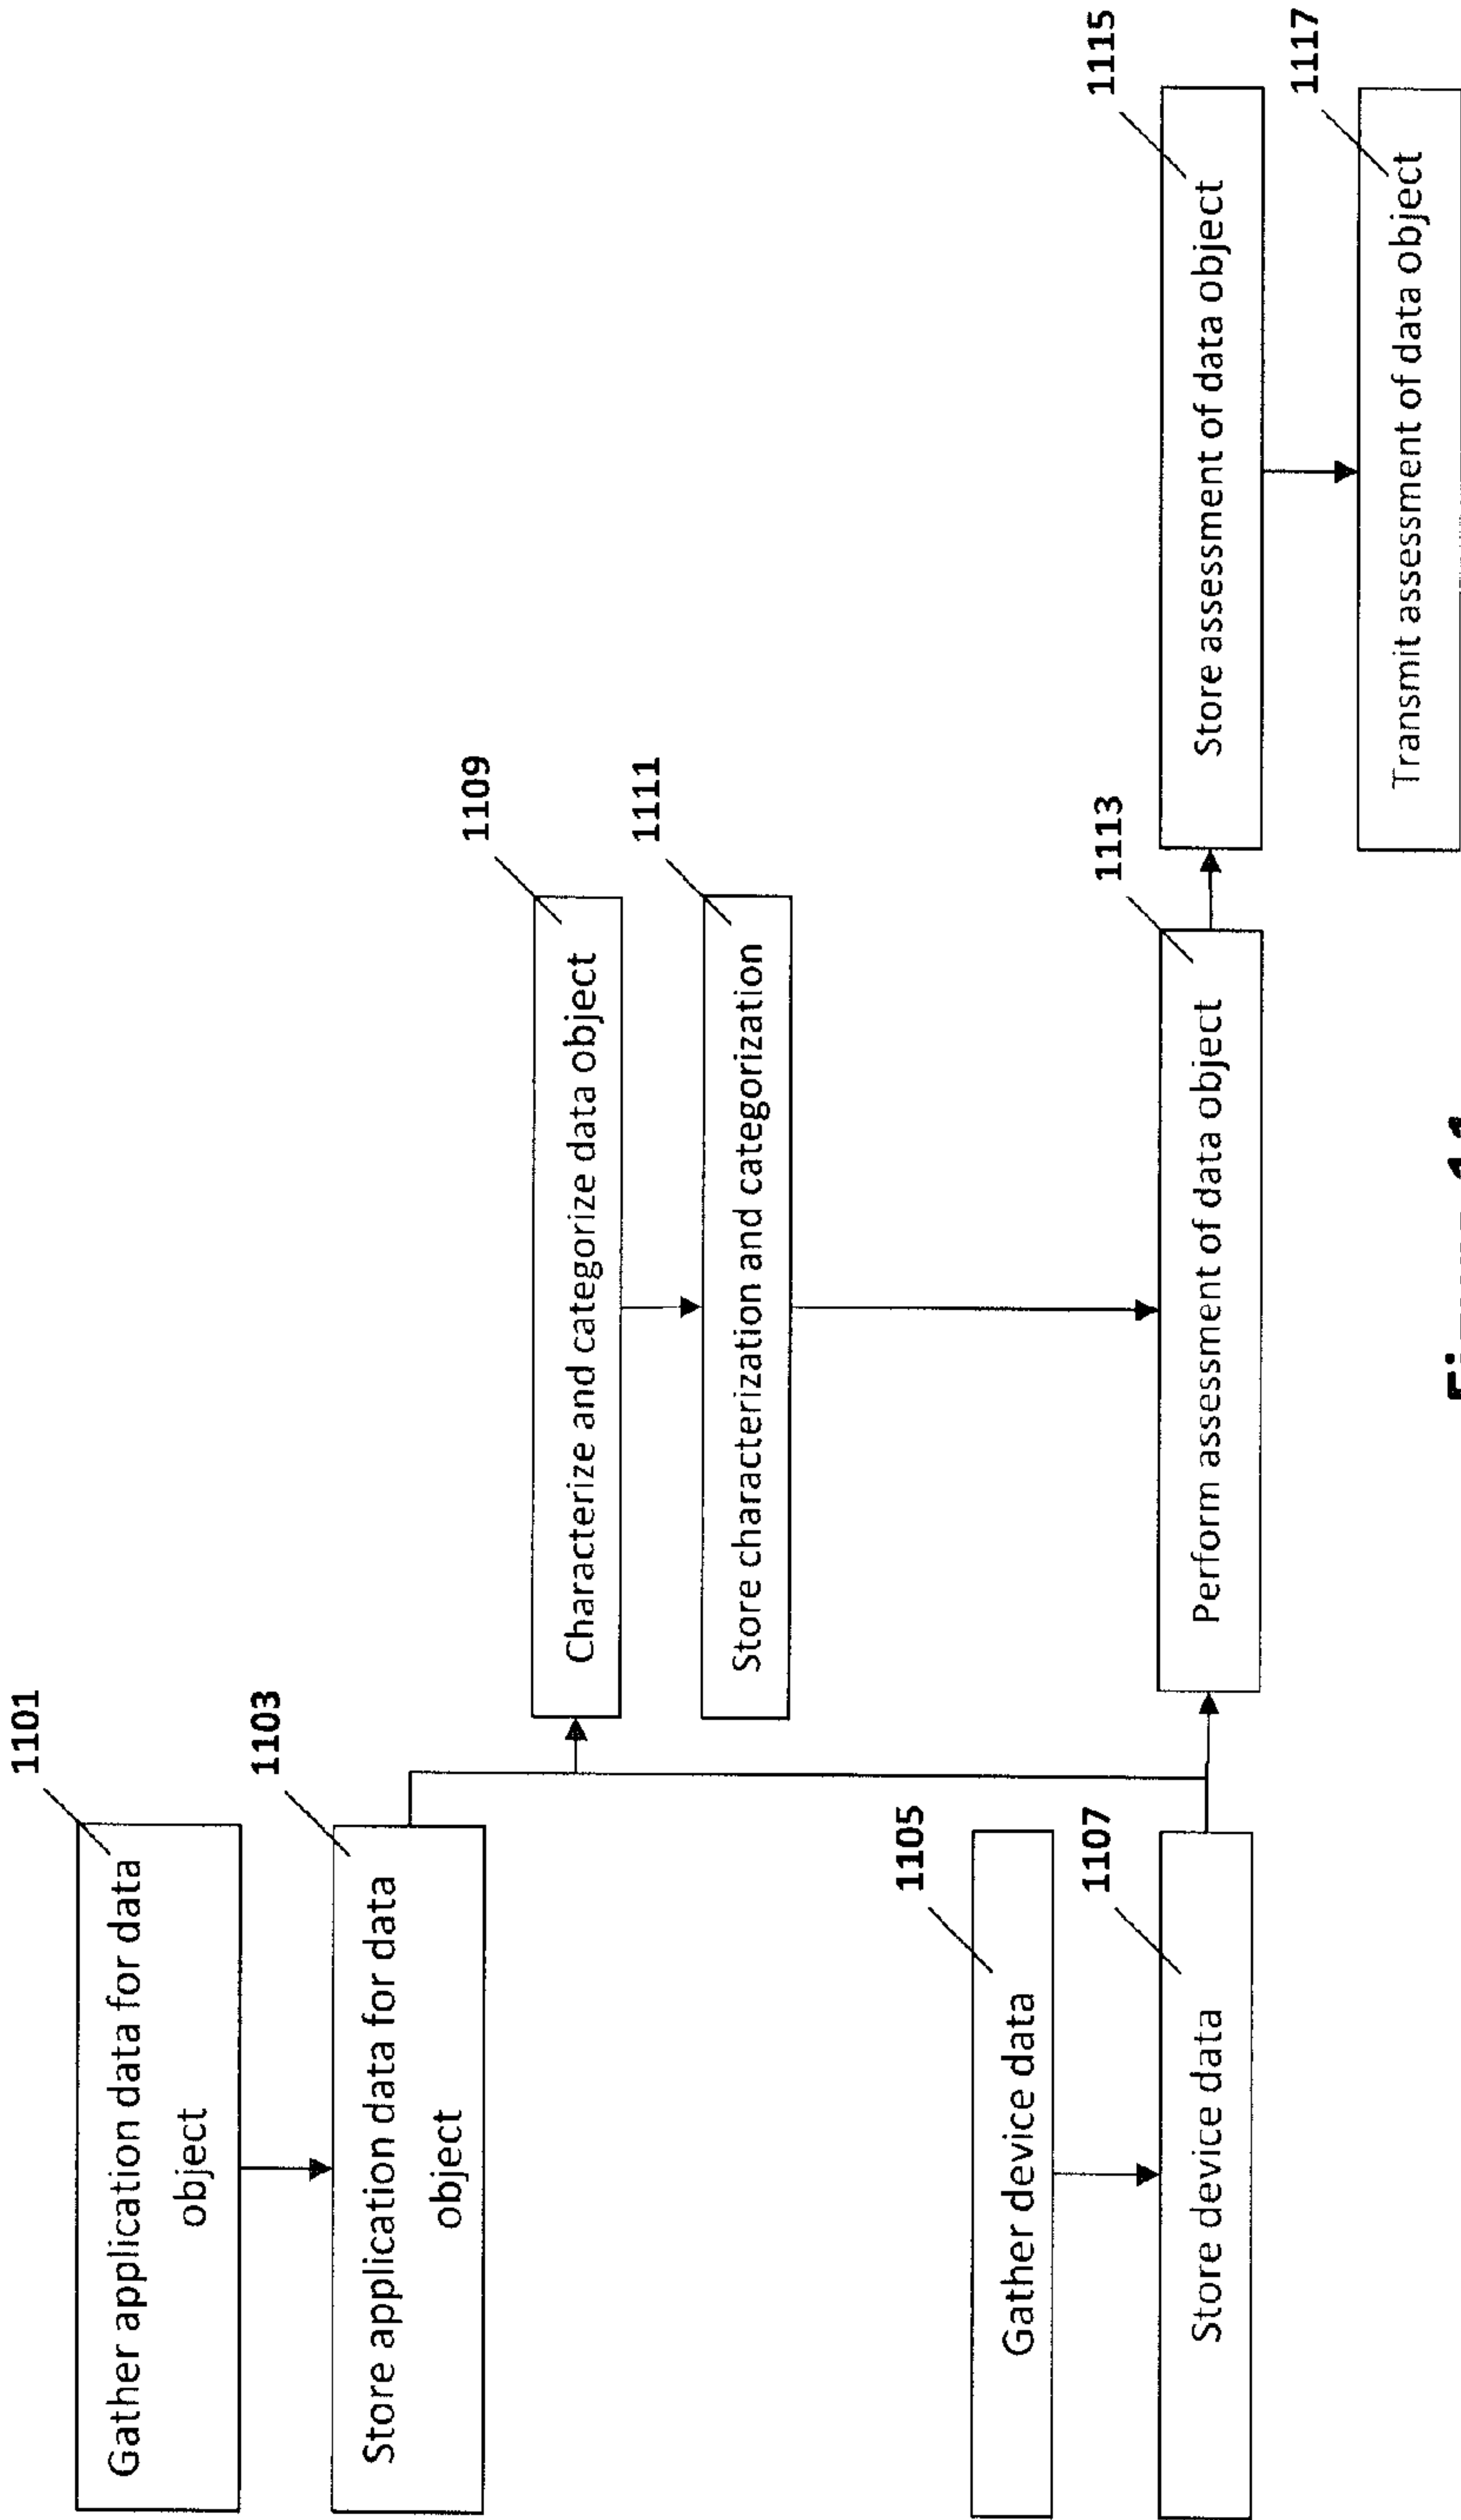 1101
Gather application data for data
object
1103
Store application data for data
object
1105
Gather device data
1107
Store device data
1109
Characterize and categorize data object
1111
Store characterization and categorization
1113
Perform assessment of data object
1115
Store assessment of data object
1117
Transmit assessment of data object